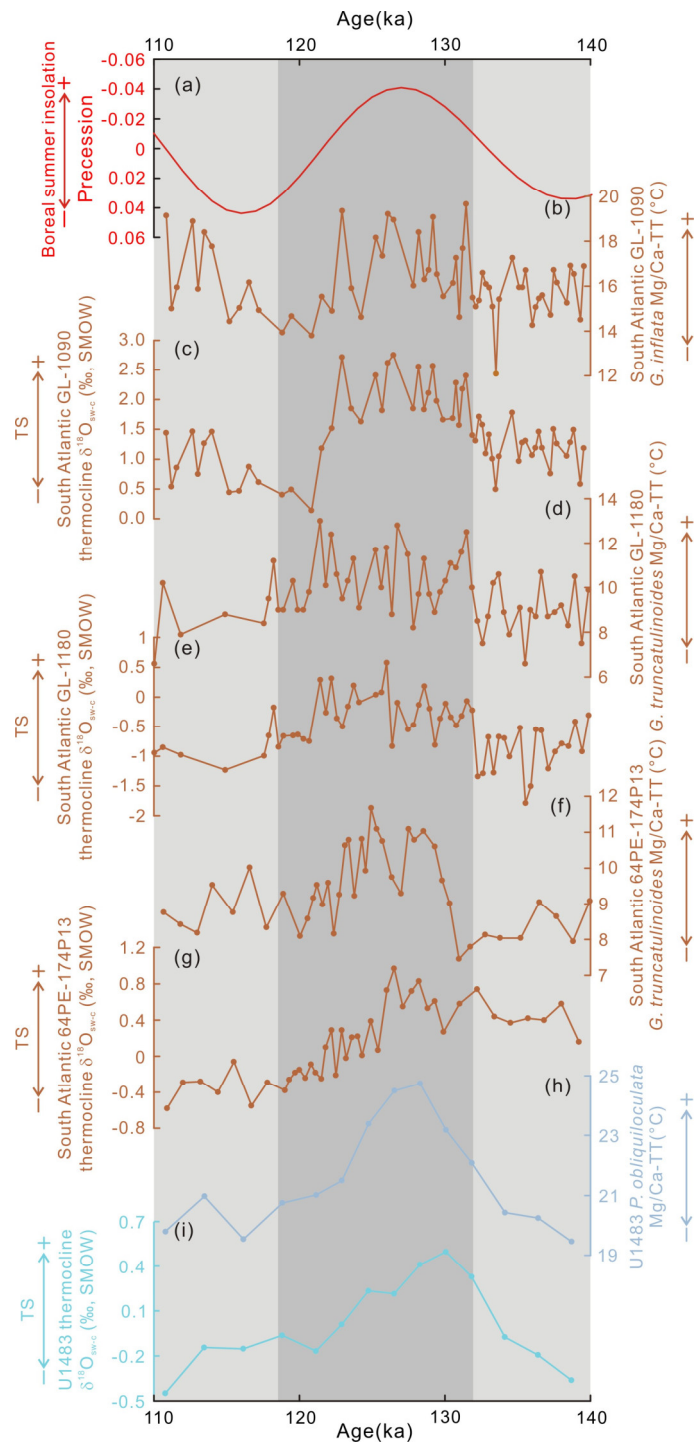 Age(ka)
110 120 130 140
Boreal summer insolation
Precession
-0.06
-0.04
-0.02
0
0.02
0.04
0.06
(a)
(b)
20
18
16
14
12
South Atlantic GL-1090
G. inflata Mg/Ca-TT (°C)
TS
South Atlantic GL-1090
thermocline δ¹⁸Osw-c (‰, SMOW)
3.0
2.5
2.0
1.5
1.0
0.5
0.0
(c)
(d)
14
12
10
8
6
South Atlantic GL-1180
G. truncatulinoides Mg/Ca-TT (°C)
TS
South Atlantic GL-1180
thermocline δ¹⁸Osw-c (‰, SMOW)
1
0.5
0
-0.5
-1
-1.5
-2
(e)
(f)
12
11
10
9
8
7
South Atlantic 64PE-174P13
G. truncatulinoides Mg/Ca-TT (°C)
TS
South Atlantic 64PE-174P13
thermocline δ¹⁸Osw-c (‰, SMOW)
1.2
0.8
0.4
0
-0.4
-0.8
(g)
(h)
25
23
21
19
U1483 P. obliquiloculata
Mg/Ca-TT(°C)
TS
U1483 thermocline
δ¹⁸Osw-c (‰, SMOW)
0.7
0.4
0.1
-0.2
-0.5
(i)
110 120 130 140
Age(ka)